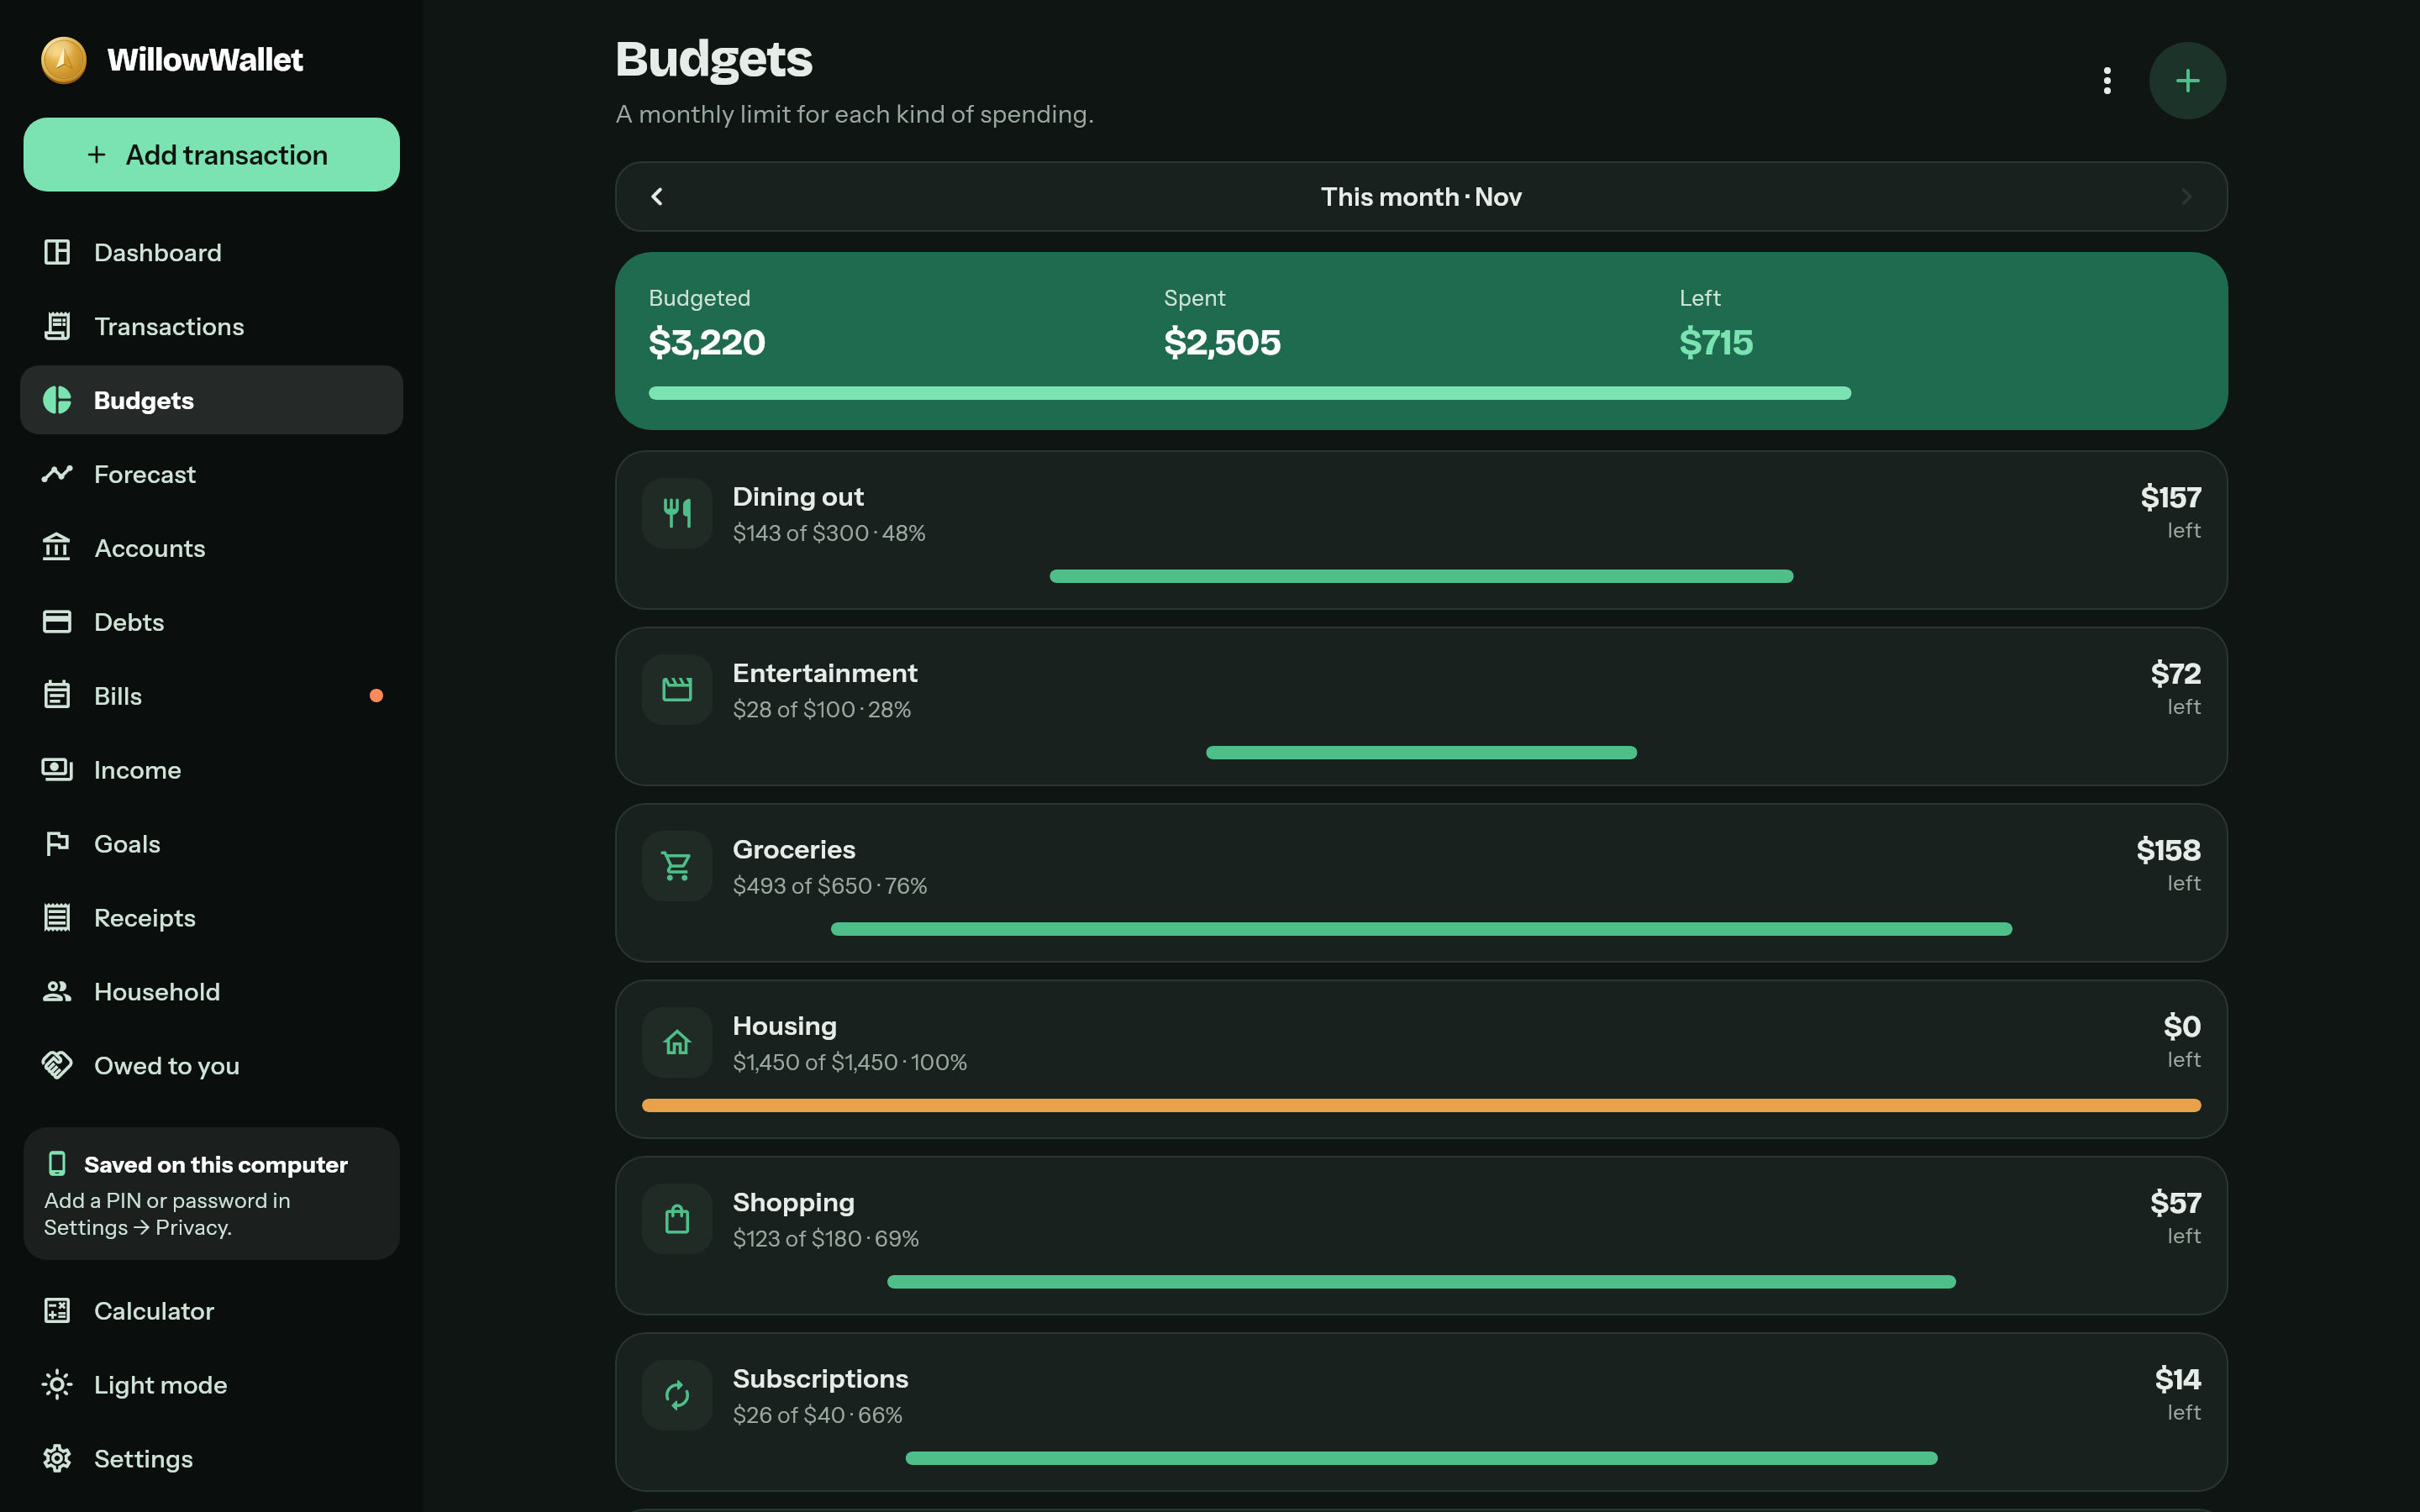 WillowWallet
Add transaction
Dashboard
Transactions
Budgets
Forecast
Accounts
Debts
Bills
Income
Goals
Receipts
Household
Owed to you
Saved on this computer
Add a PIN or password in
Settings → Privacy.
Calculator
Light mode
Settings
Budgets
A monthly limit for each kind of spending.
This month · Nov
Budgeted Spent Left
$3,220 $2,505 $715
Dining out
$143 of $300 · 48%
$157
left
Entertainment
$28 of $100 · 28%
$72
left
Groceries
$493 of $650 · 76%
$158
left
Housing
$1,450 of $1,450 · 100%
$0
left
Shopping
$123 of $180 · 69%
$57
left
Subscriptions
$26 of $40 · 66%
$14
left